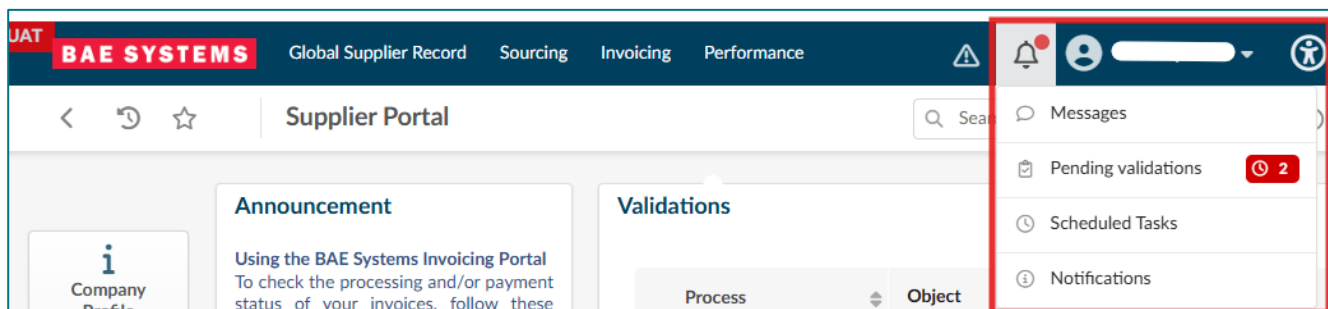 UAT
BAE SYSTEMS
Global Supplier Record Sourcing Invoicing Performance
Supplier Portal
Messages
Pending validations 2
Scheduled Tasks
Notifications
Announcement
Using the BAE Systems Invoicing Portal
To check the processing and/or payment
status of your invoices, follow these
i
Company
Validations
Process Object